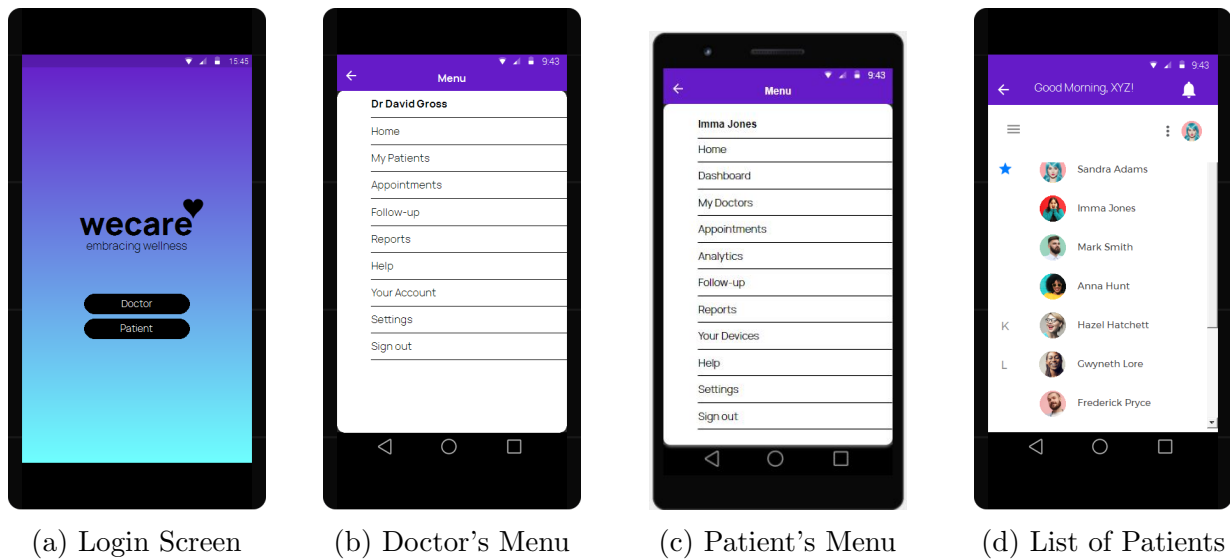 15:45
wecare
embracing wellness
Doctor
Patient
(a) Login Screen
9:43
Menu
Dr David Gross
Home
My Patients
Appointments
Follow-up
Reports
Help
Your Account
Settings
Sign out
(b) Doctor's Menu
9:43
Menu
Imma Jones
Home
Dashboard
My Doctors
Appointments
Analytics
Follow-up
Reports
Your Devices
Help
Settings
Sign out
(c) Patient's Menu
9:43
Good Morning, XYZ!
Sandra Adams
Imma Jones
Mark Smith
Anna Hunt
K Hazel Hatchett
L Gwyneth Lore
Frederick Pryce
(d) List of Patients